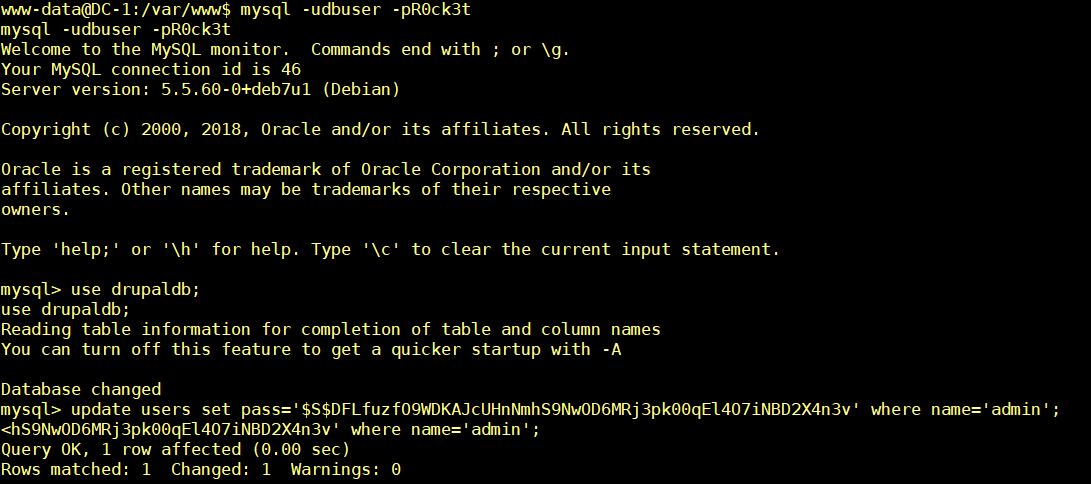 www-data@DC-1:/var/www$ mysql -udbuser -pR0ck3t
mysql -udbuser -pR0ck3t
Welcome to the MySQL monitor.  Commands end with ; or \g.
Your MySQL connection id is 46
Server version: 5.5.60-0+deb7u1 (Debian)

Copyright (c) 2000, 2018, Oracle and/or its affiliates. All rights reserved.

Oracle is a registered trademark of Oracle Corporation and/or its
affiliates. Other names may be trademarks of their respective
owners.

Type 'help;' or '\h' for help. Type '\c' to clear the current input statement.

mysql> use drupaldb;
use drupaldb;
Reading table information for completion of table and column names
You can turn off this feature to get a quicker startup with -A

Database changed
mysql> update users set pass='$S$DFLfuzfO9WDKAJcUHnNmhS9NwOD6MRj3pk00qEl4O7iNBD2X4n3v' where name='admin';
<hS9NwOD6MRj3pk00qEl4O7iNBD2X4n3v' where name='admin';
Query OK, 1 row affected (0.00 sec)
Rows matched: 1  Changed: 1  Warnings: 0